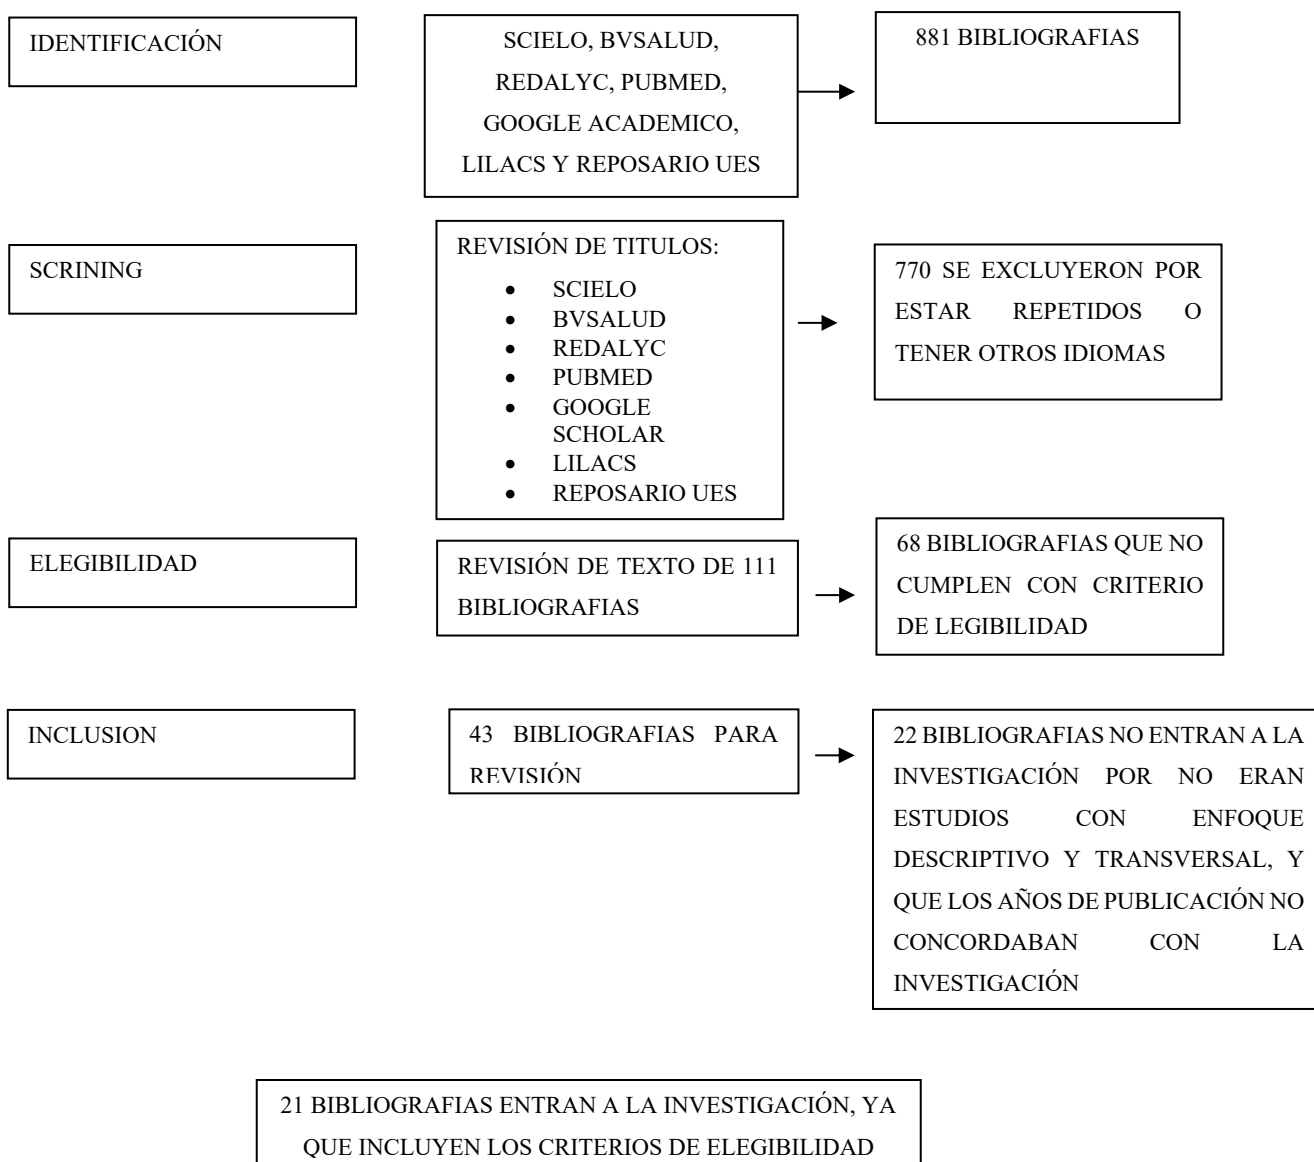 IDENTIFICACIÓN
SCIELO, BVSALUD,
REDALYC, PUBMED,
GOOGLE ACADEMICO,
LILACS Y REPOSARIO UES
881 BIBLIOGRAFIAS
SCRINING
REVISIÓN DE TITULOS:
• SCIELO
• BVSALUD
• REDALYC
• PUBMED
• GOOGLE
SCHOLAR
• LILACS
• REPOSARIO UES
770 SE EXCLUYERON POR
ESTAR REPETIDOS O
TENER OTROS IDIOMAS
ELEGIBILIDAD
REVISIÓN DE TEXTO DE 111
BIBLIOGRAFIAS
68 BIBLIOGRAFIAS QUE NO
CUMPLEN CON CRITERIO
DE LEGIBILIDAD
INCLUSION
43 BIBLIOGRAFIAS PARA
REVISIÓN
22 BIBLIOGRAFIAS NO ENTRAN A LA
INVESTIGACIÓN POR NO ERAN
ESTUDIOS CON ENFOQUE
DESCRIPTIVO Y TRANSVERSAL, Y
QUE LOS AÑOS DE PUBLICACIÓN NO
CONCORDABAN CON LA
INVESTIGACIÓN
21 BIBLIOGRAFIAS ENTRAN A LA INVESTIGACIÓN, YA
QUE INCLUYEN LOS CRITERIOS DE ELEGIBILIDAD